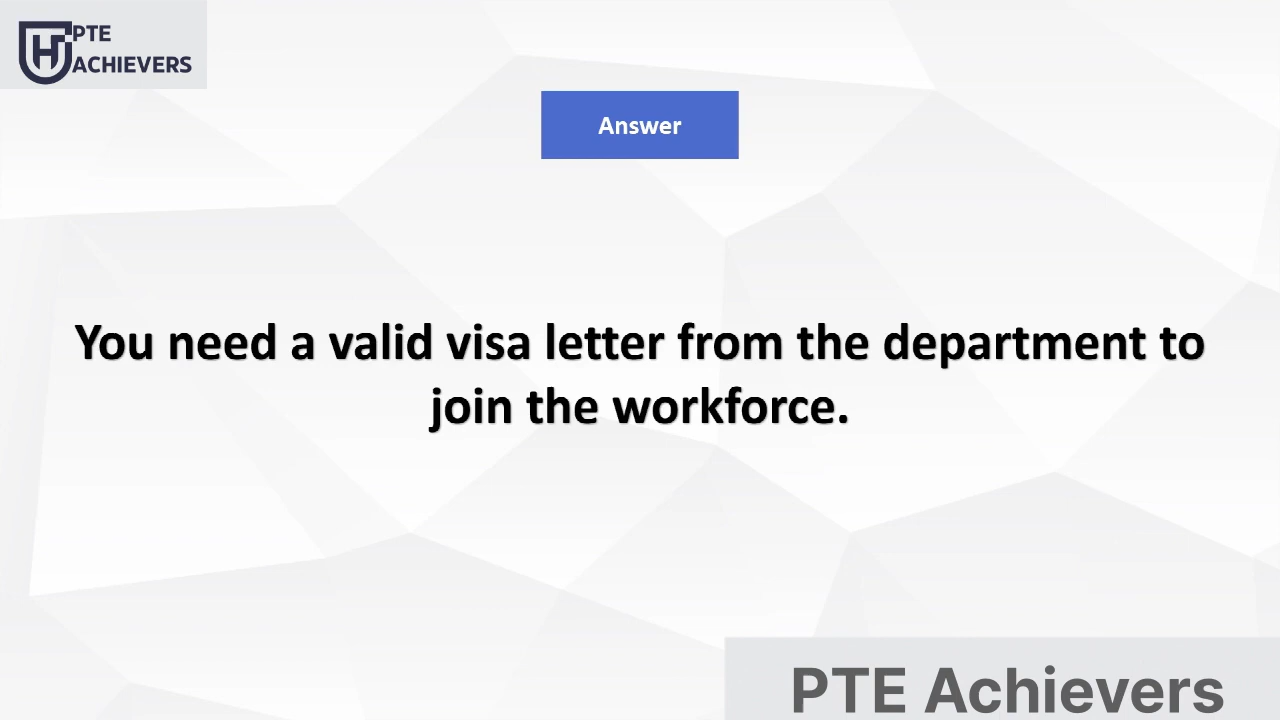 PTE
ACHIEVERS
Answer
You need a valid visa letter from the department to
join the workforce.
PTE Achievers